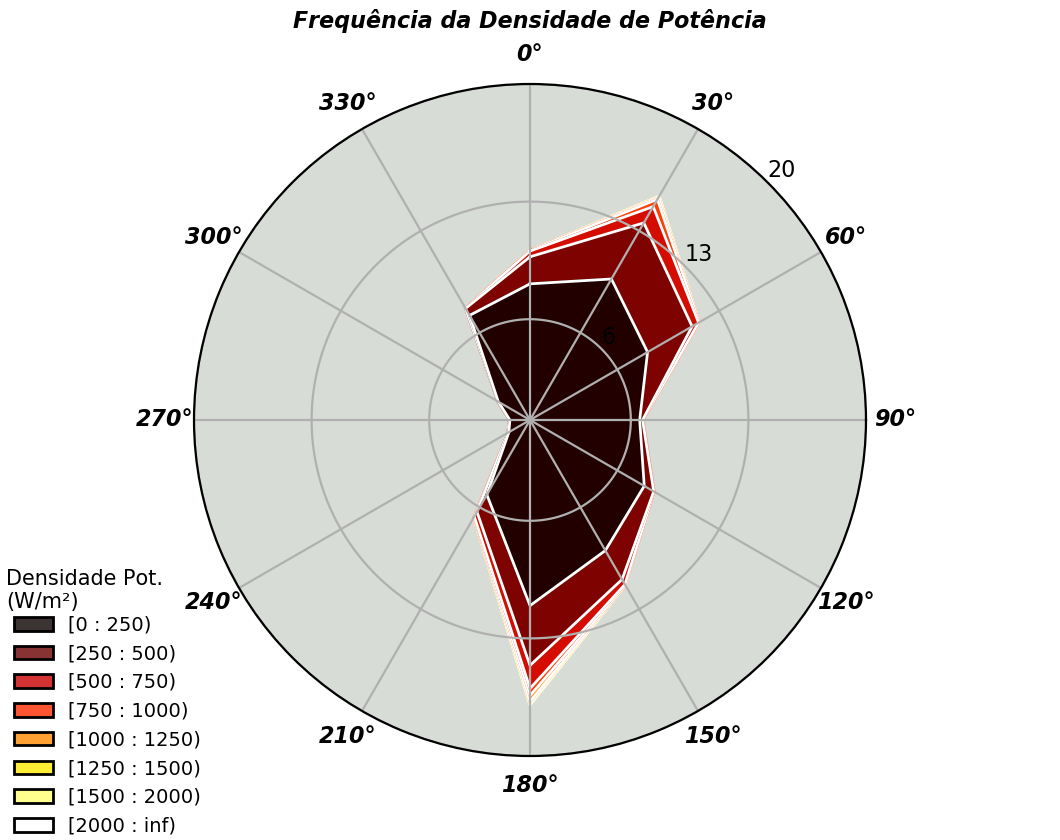 Frequência da Densidade de Potência
0°
330°
30°
20
300°
60°
13
6
270°
90°
240°
120°
210°
150°
180°
Densidade Pot.
(W/m²)
[0 : 250)
[250 : 500)
[500 : 750)
[750 : 1000)
[1000 : 1250)
[1250 : 1500)
[1500 : 2000)
[2000 : inf)